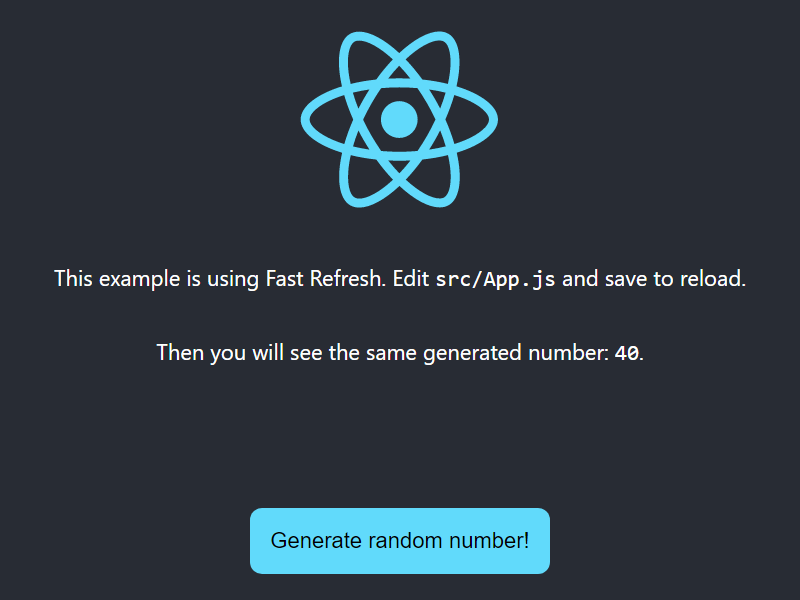 This example is using Fast Refresh. Edit src/App.js and save to reload.
Then you will see the same generated number: 40.
Generate random number!